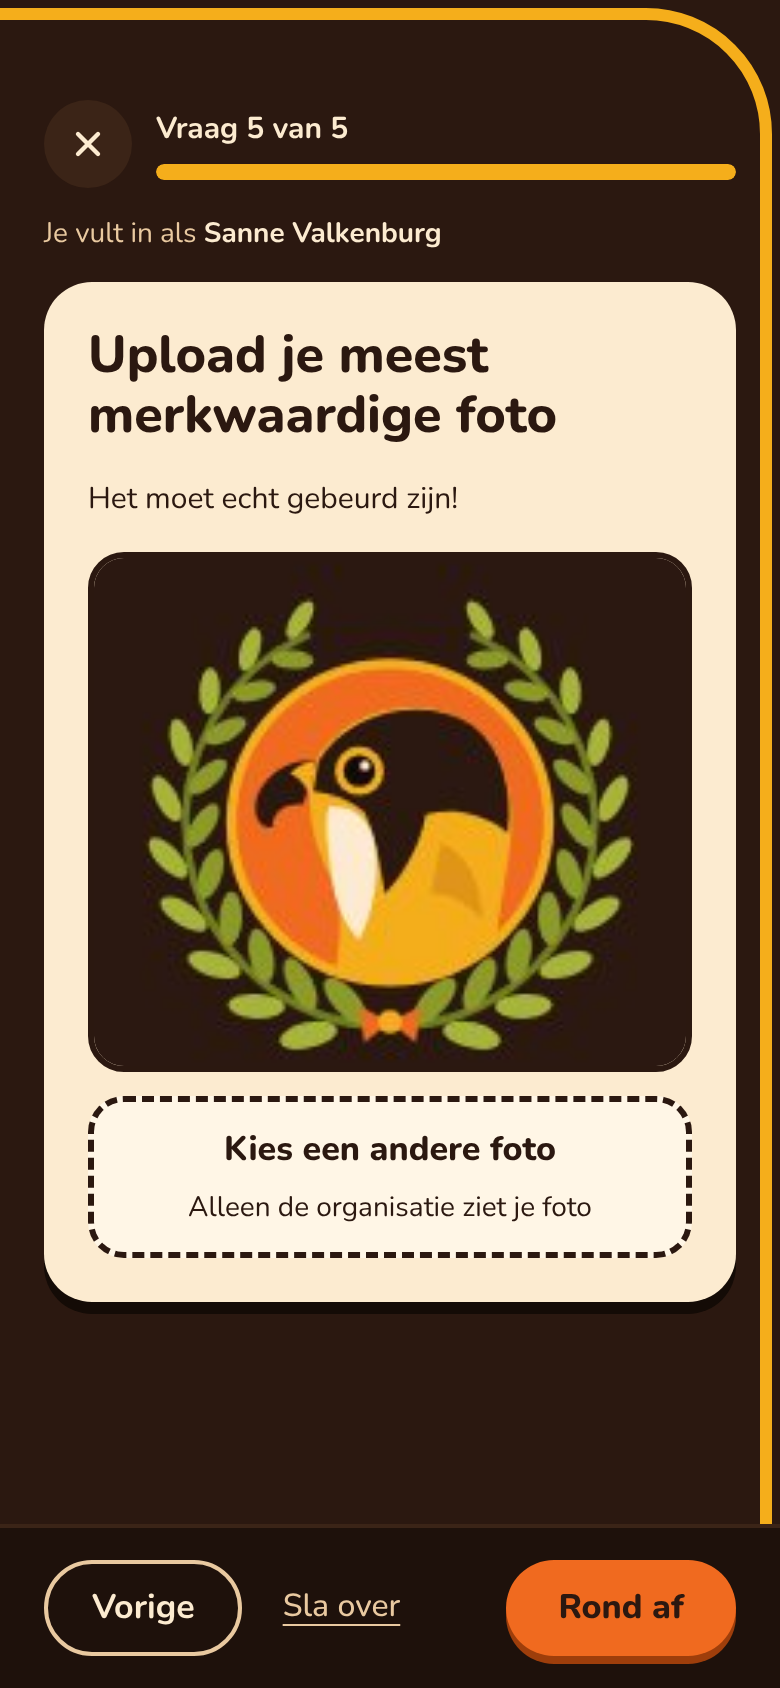 Vraag 5 van 5
Je vult in als Sanne Valkenburg
Upload je meest
merkwaardige foto
Het moet echt gebeurd zijn!
Kies een andere foto
Alleen de organisatie ziet je foto
Vorige
Sla over
Rond af